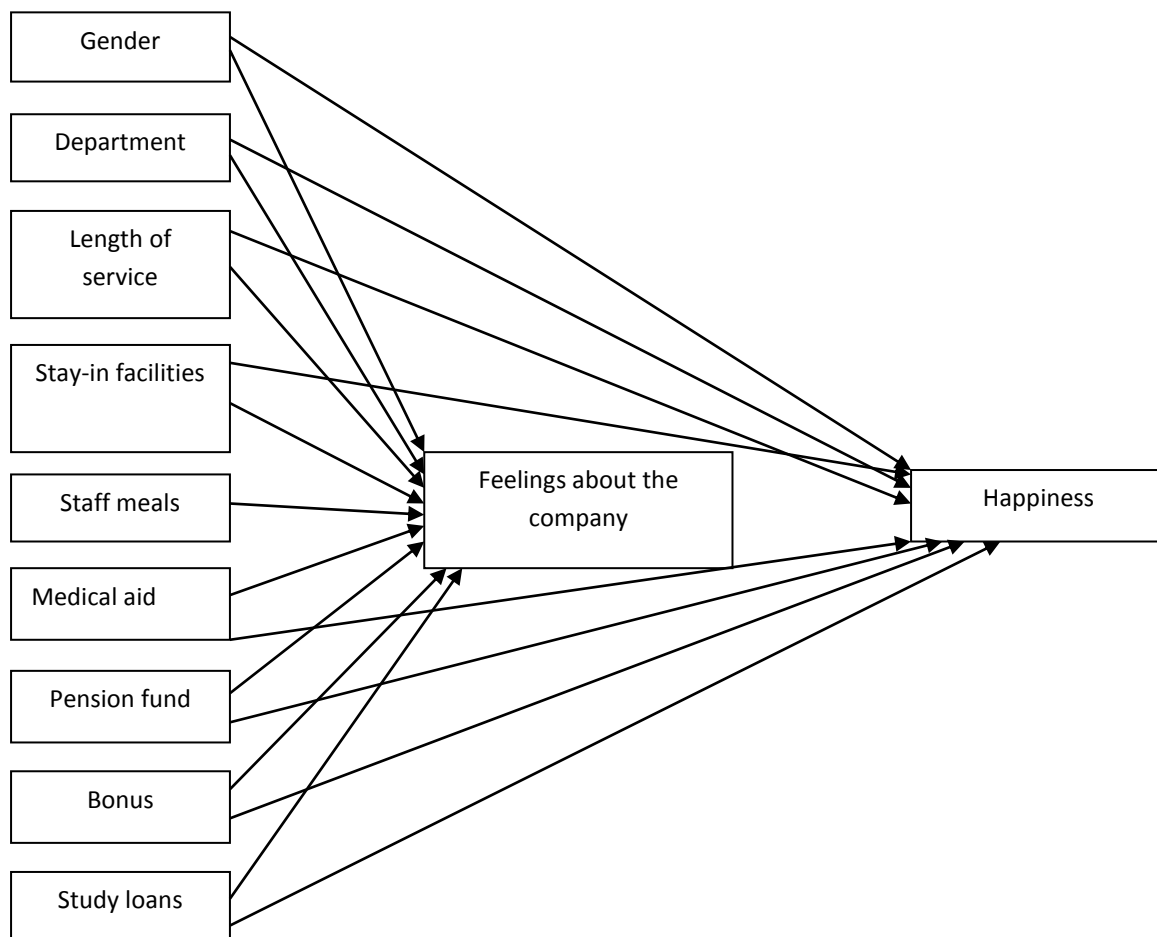 Gender
Department
Length of
service
Stay-in facilities
Staff meals
Medical aid
Pension fund
Bonus
Study loans
Feelings about the
company
Happiness